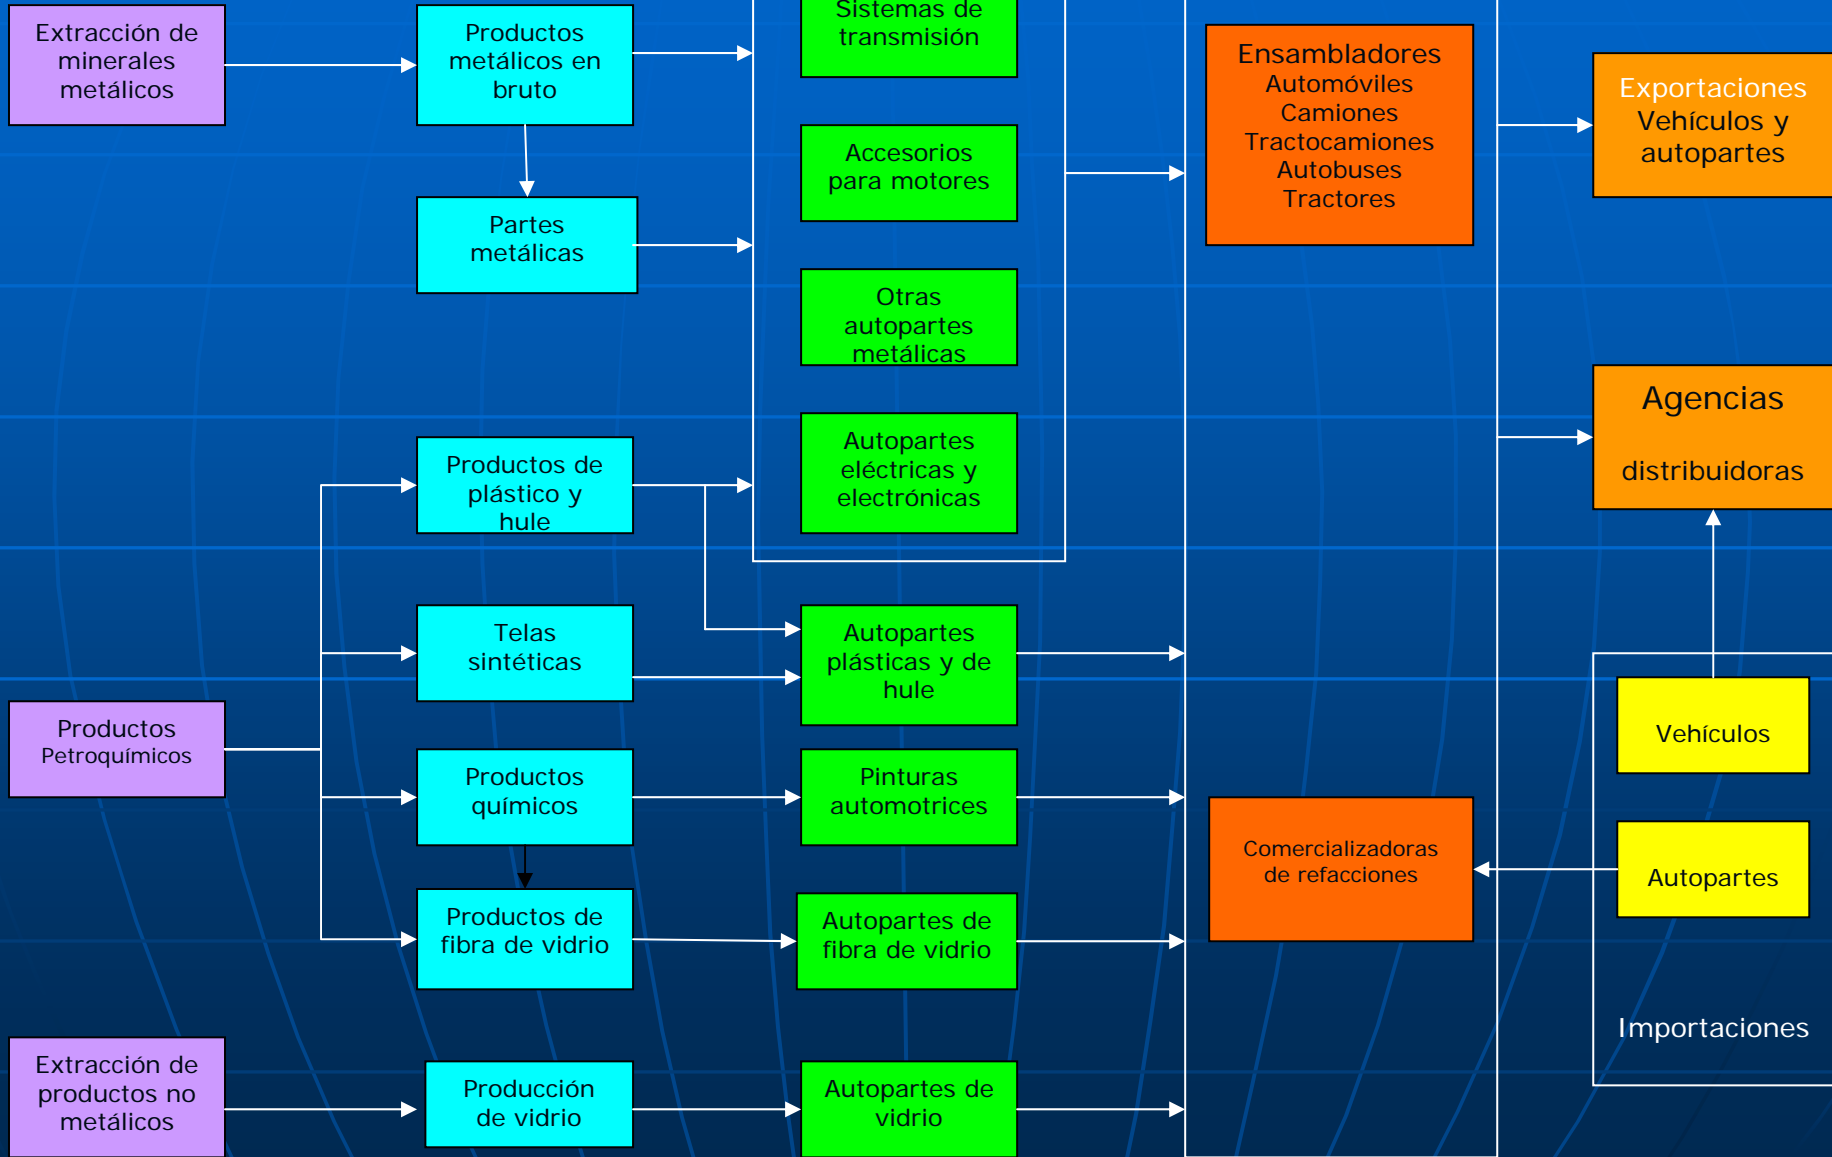 Extracción de
minerales
metálicos
Productos
metálicos en
bruto
Sistemas de
transmisión
Ensambladores
Automóviles
Camiones
Tractocamiones
Autobuses
Tractores
Exportaciones
Vehículos y
autopartes
Accesorios
para motores
Partes
metálicas
Otras
autopartes
metálicas
Agencias
distribuidoras
Productos de
plástico y
hule
Autopartes
eléctricas y
electrónicas
Telas
sintéticas
Autopartes
plásticas y de
hule
Productos
Petroquímicos
Vehículos
Productos
químicos
Pinturas
automotrices
Comercializadoras
de refacciones
Autopartes
Productos de
fibra de vidrio
Autopartes de
fibra de vidrio
Importaciones
Extracción de
productos no
metálicos
Producción
de vidrio
Autopartes de
vidrio